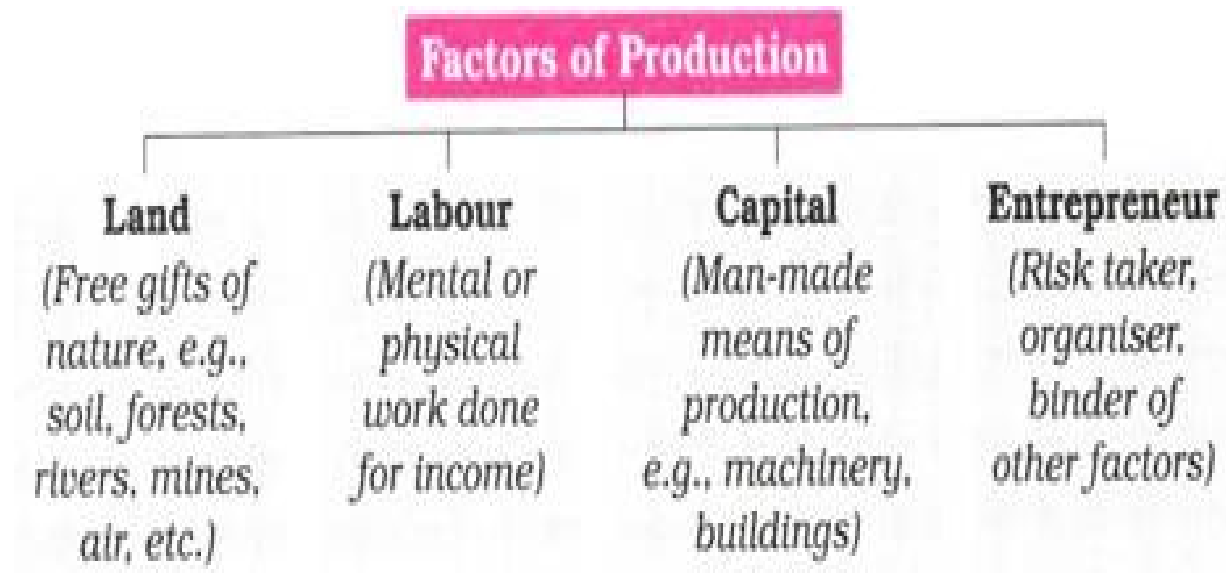 Factors of Production
Land
(Free gifts of
nature, e.g.,
soil, forests,
rivers, mines,
air, etc.)
Labour
(Mental or
physical
work done
for income)
Capital
(Man-made
means of
production,
e.g., machinery,
buildings)
Entrepreneur
(Risk taker,
organiser,
binder of
other factors)